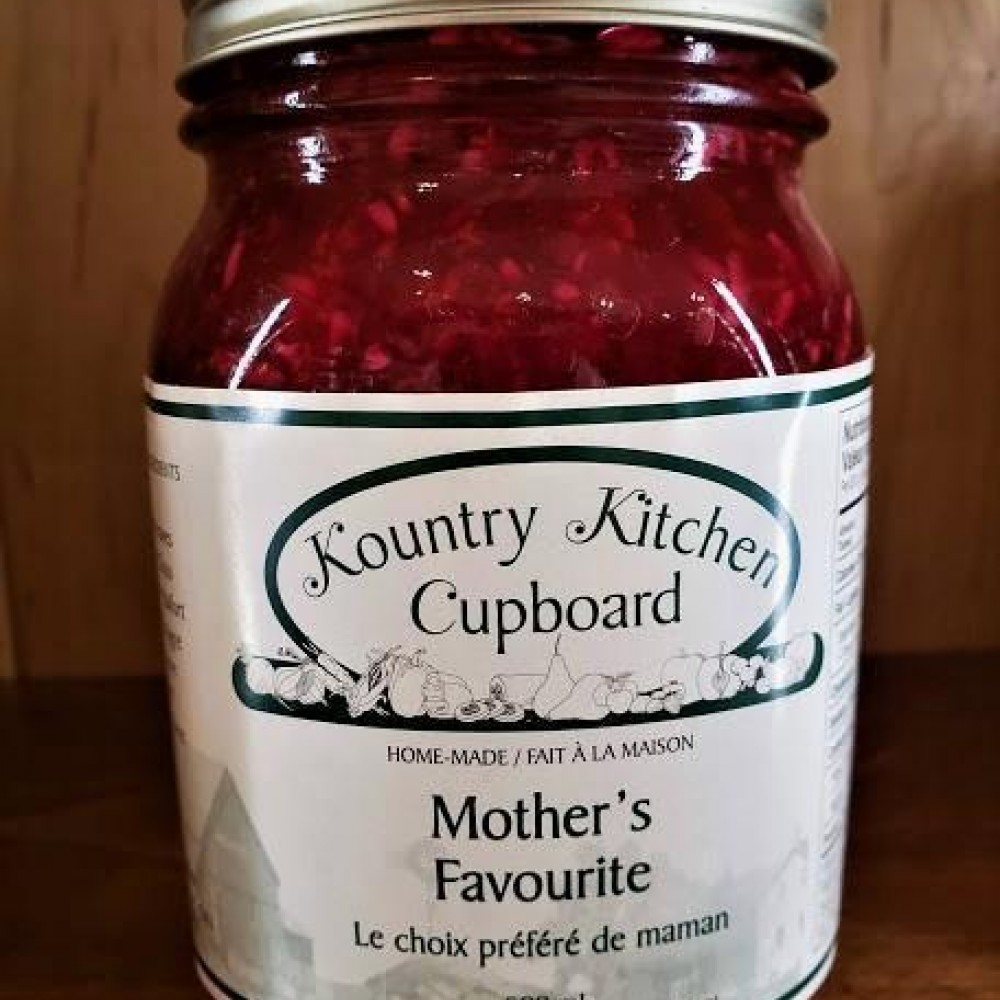 Kountry Kitchen
Cupboard
HOME-MADE / FAIT À LA MAISON
Mother's
Favourite
Le choix préféré de maman